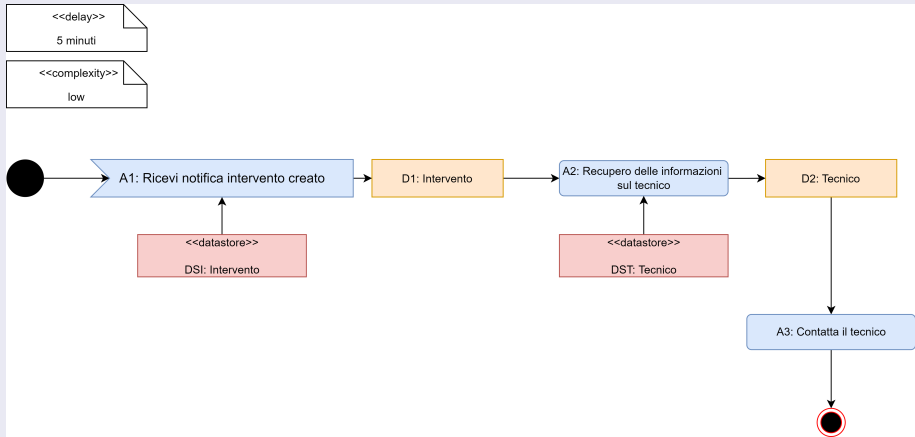 <<delay>>
5 minuti
<<complexity>>
low
A1: Ricevi notifica intervento creato
D1: Intervento
A2: Recupero delle informazioni
sul tecnico
D2: Tecnico
<<datastore>>
DSI: Intervento
<<datastore>>
DST: Tecnico
A3: Contatta il tecnico